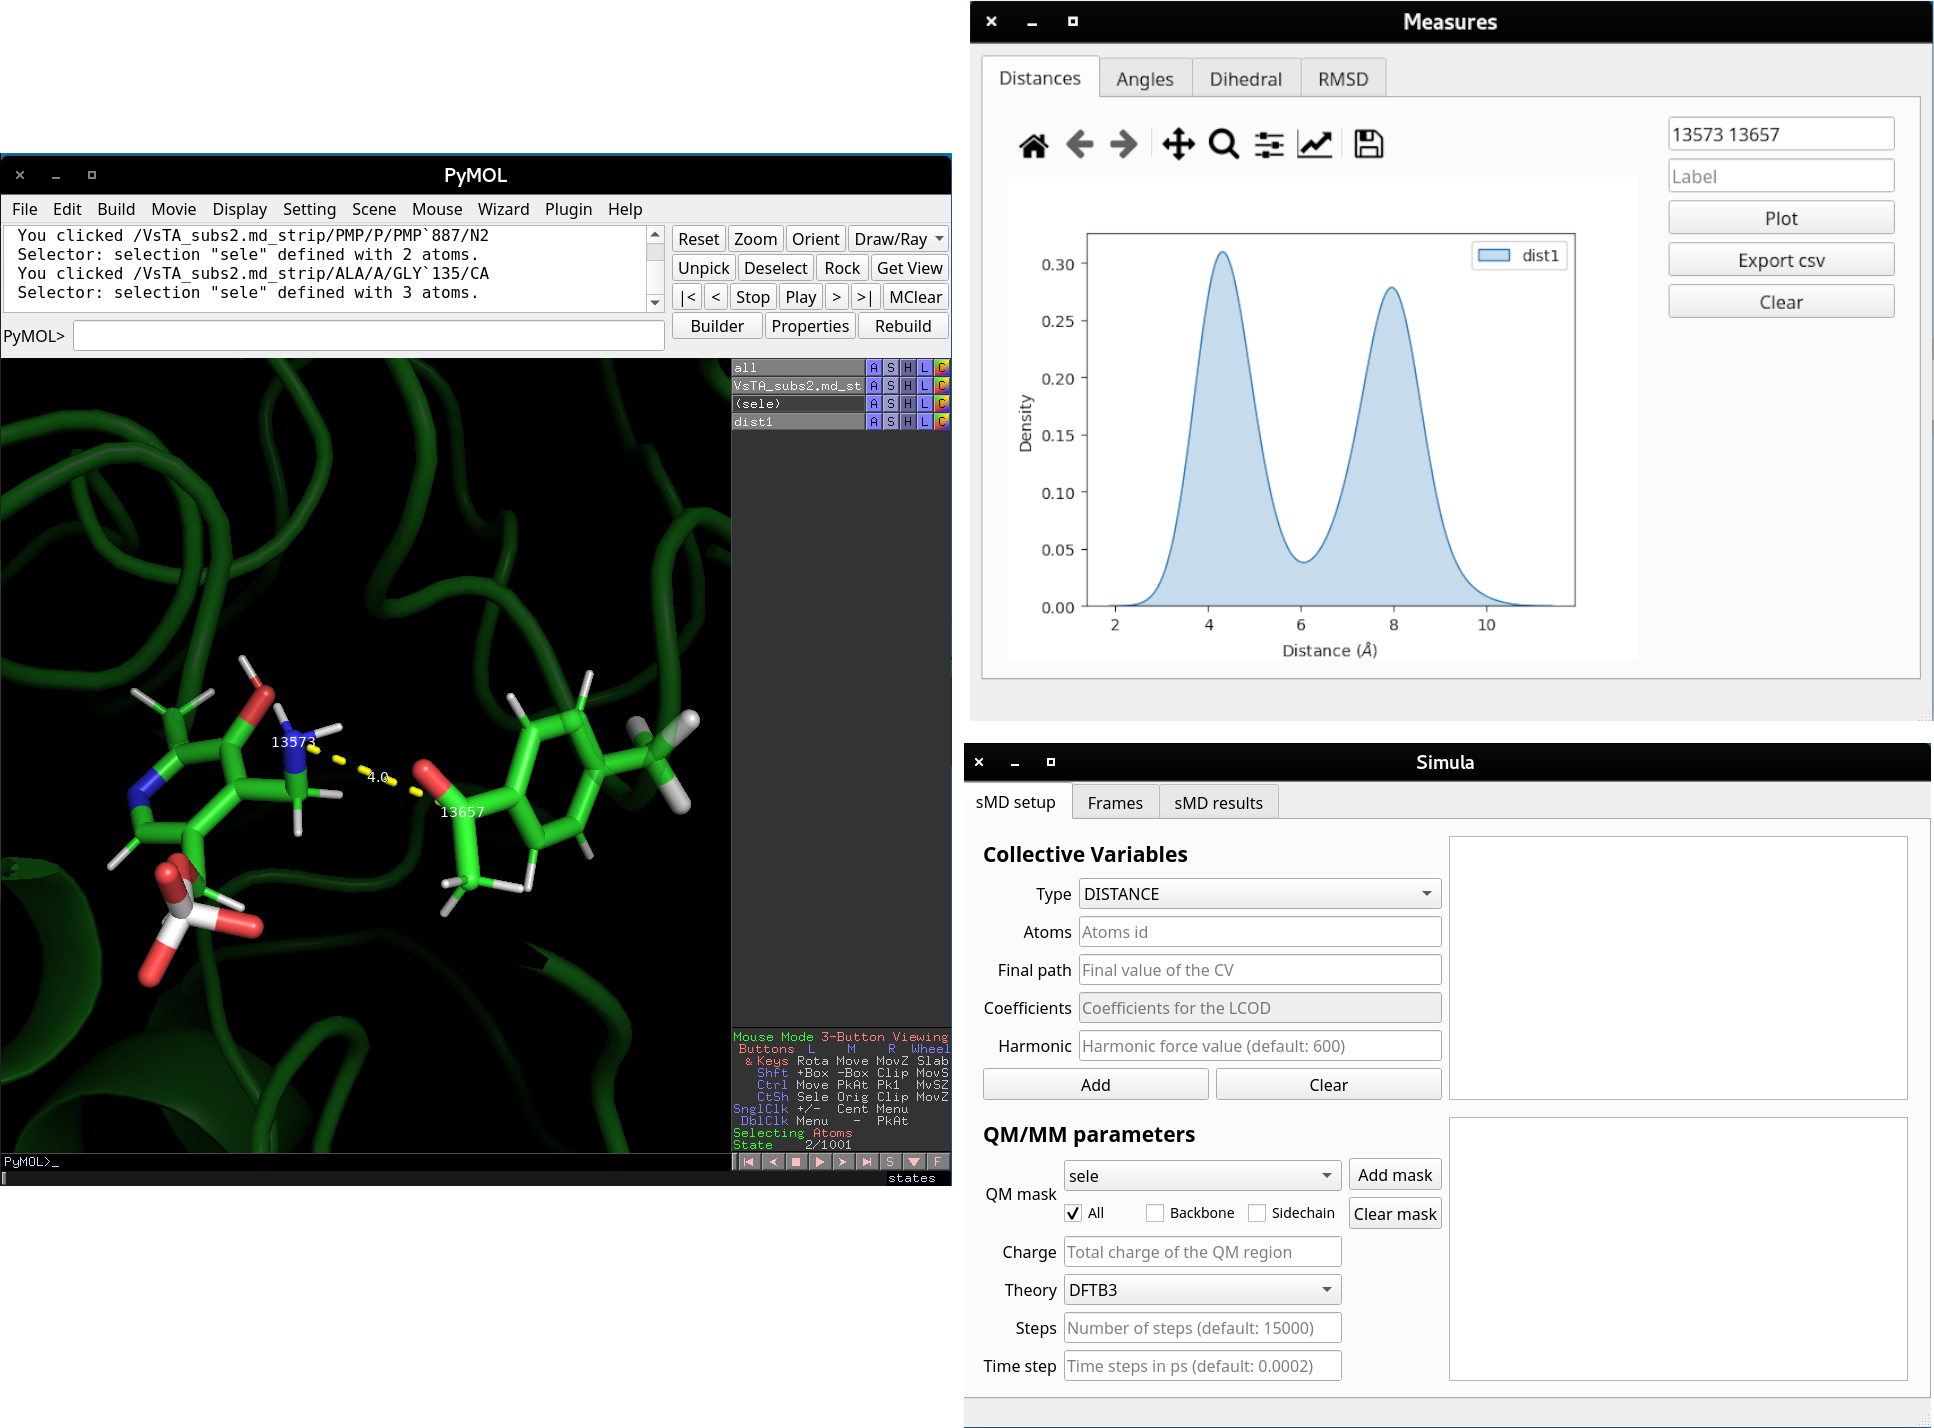 PyMOL
File Edit Build Movie Display Setting Scene Mouse Wizard Plugin Help
You clicked /VsTA_subs2.md_strip/PMP/P/PMP`887/N2
Selector: selection "sele" defined with 2 atoms.
You clicked /VsTA_subs2.md_strip/ALA/A/GLY`135/CA
Selector: selection "sele" defined with 3 atoms.
Reset Zoom Orient Draw/Ray
Unpick Deselect Rock Get View
|< < Stop Play > >| MClear
Builder Properties Rebuild
PyMOL>
all A S H L C
VsTA_subs2.md_st A S H L C
(sele) A S H L C
dist1 A S H L C
13573
4.0
13657
Mouse Mode 3-Button Viewing
Buttons L M R Wheel
& Keys Rota Move MovZ Slab
Shft +Box -Box Clip MovS
Ctrl Move PkAt Pk1 MvSZ
CtSh Sele Orig Clip MovZ
SnglClk +/- Cent Menu
DblClk Menu - PkAt
Selecting Atoms
State 2/1001
PyMOL>_
S F
states
Measures
Distances Angles Dihedral RMSD
13573 13657
Label
Plot
Export csv
Clear
dist1
0.30
0.25
0.20
0.15
0.10
0.05
0.00
Density
2 4 6 8 10
Distance (Å)
Simula
sMD setup Frames sMD results
Collective Variables
Type DISTANCE
Atoms Atoms id
Final path Final value of the CV
Coefficients Coefficients for the LCOD
Harmonic Harmonic force value (default: 600)
Add Clear
QM/MM parameters
QM mask sele Add mask
All Backbone Sidechain Clear mask
Charge Total charge of the QM region
Theory DFTB3
Steps Number of steps (default: 15000)
Time step Time steps in ps (default: 0.0002)